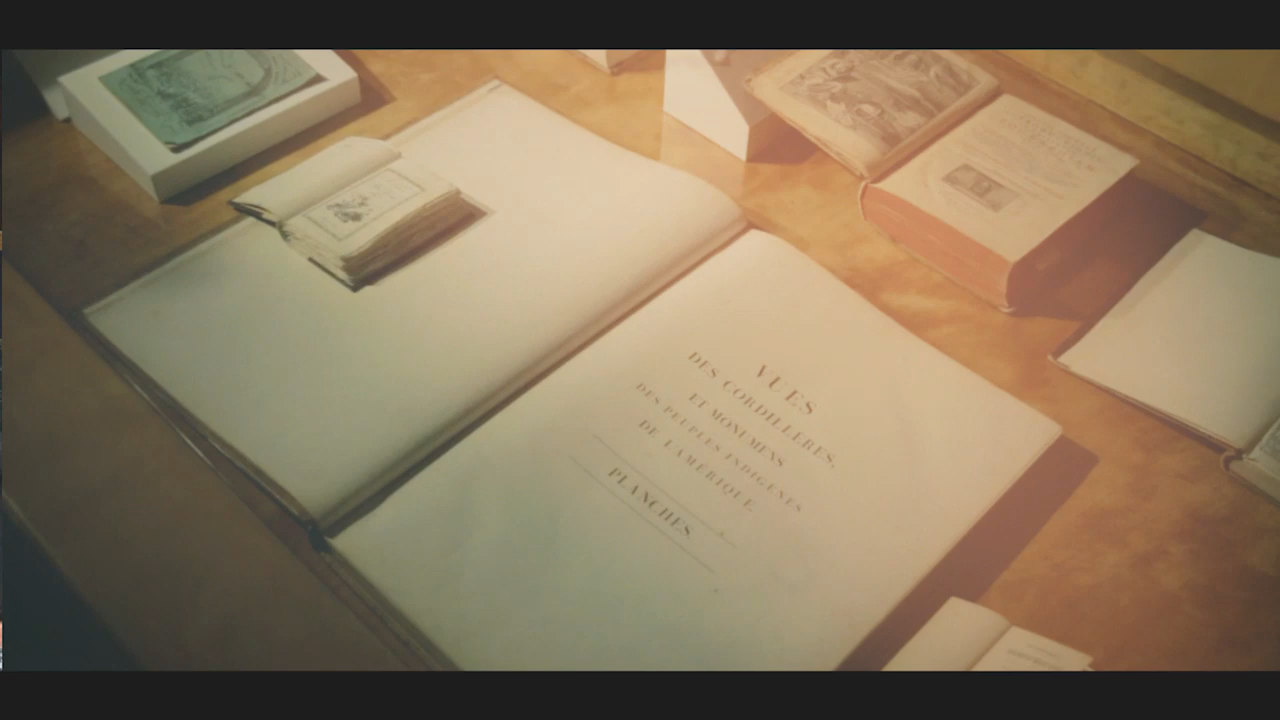 VUES
DES CORDILLÈRES,
ET MONUMENS
DES PEUPLES INDIGÈNES
DE L'AMÉRIQUE.
PLANCHES